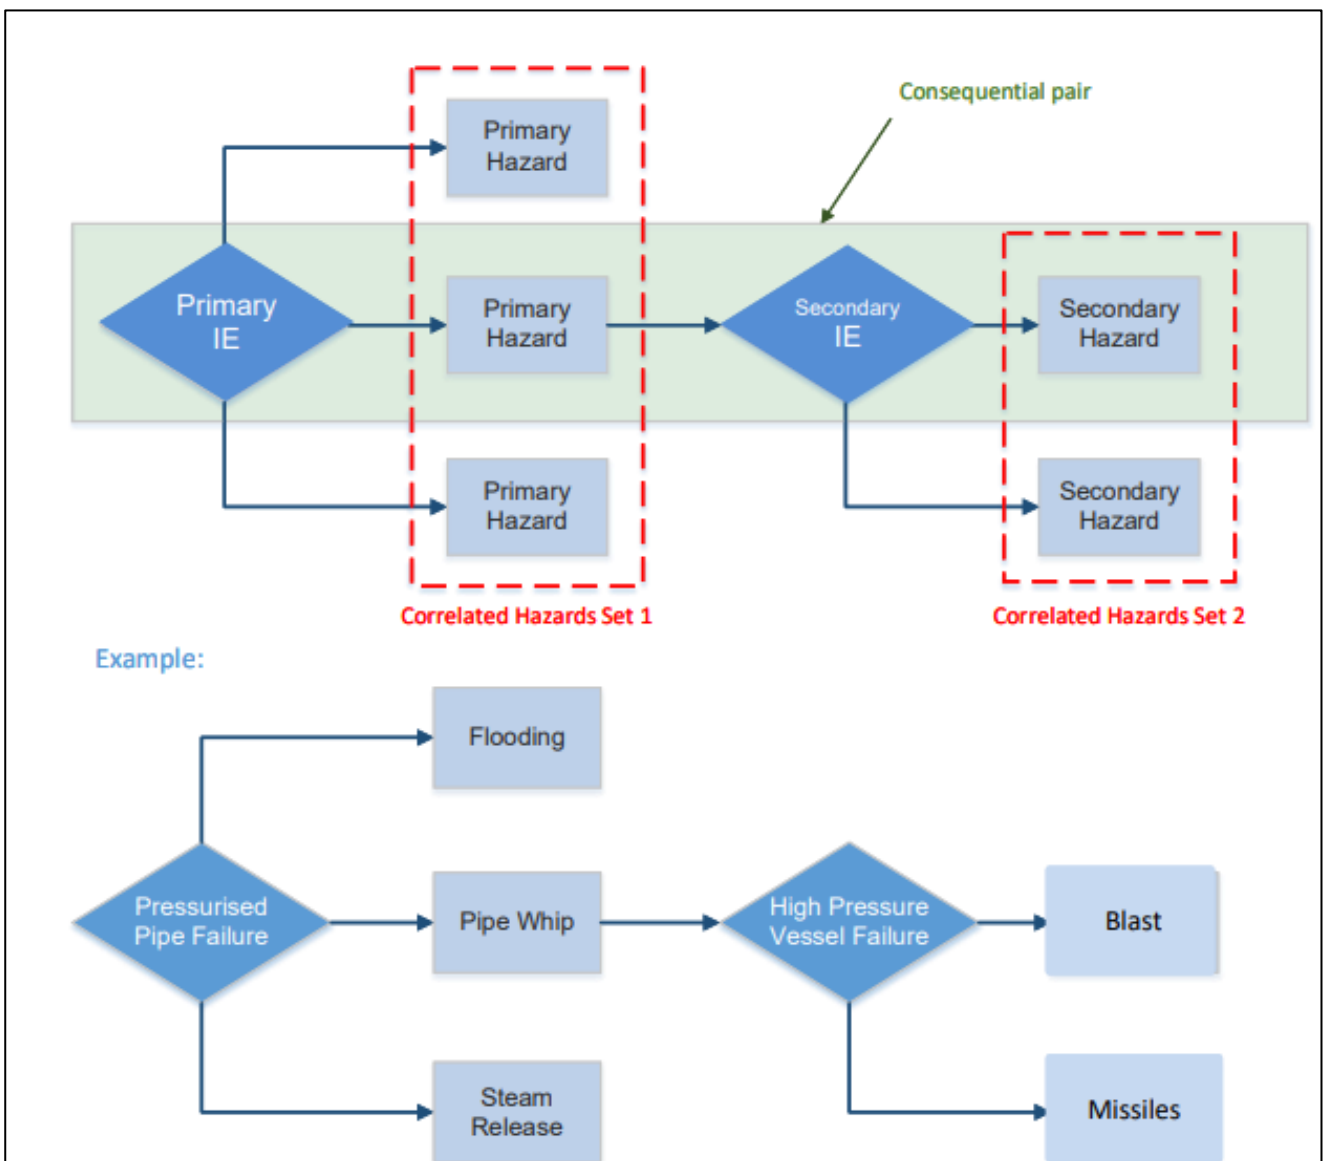 Consequential pair
Primary
Hazard
Primary
IE
Primary
Hazard
Secondary
IE
Secondary
Hazard
Primary
Hazard
Secondary
Hazard
Correlated Hazards Set 1
Correlated Hazards Set 2
Example:
Flooding
Pressurised
Pipe Failure
Pipe Whip
High Pressure
Vessel Failure
Blast
Steam
Release
Missiles